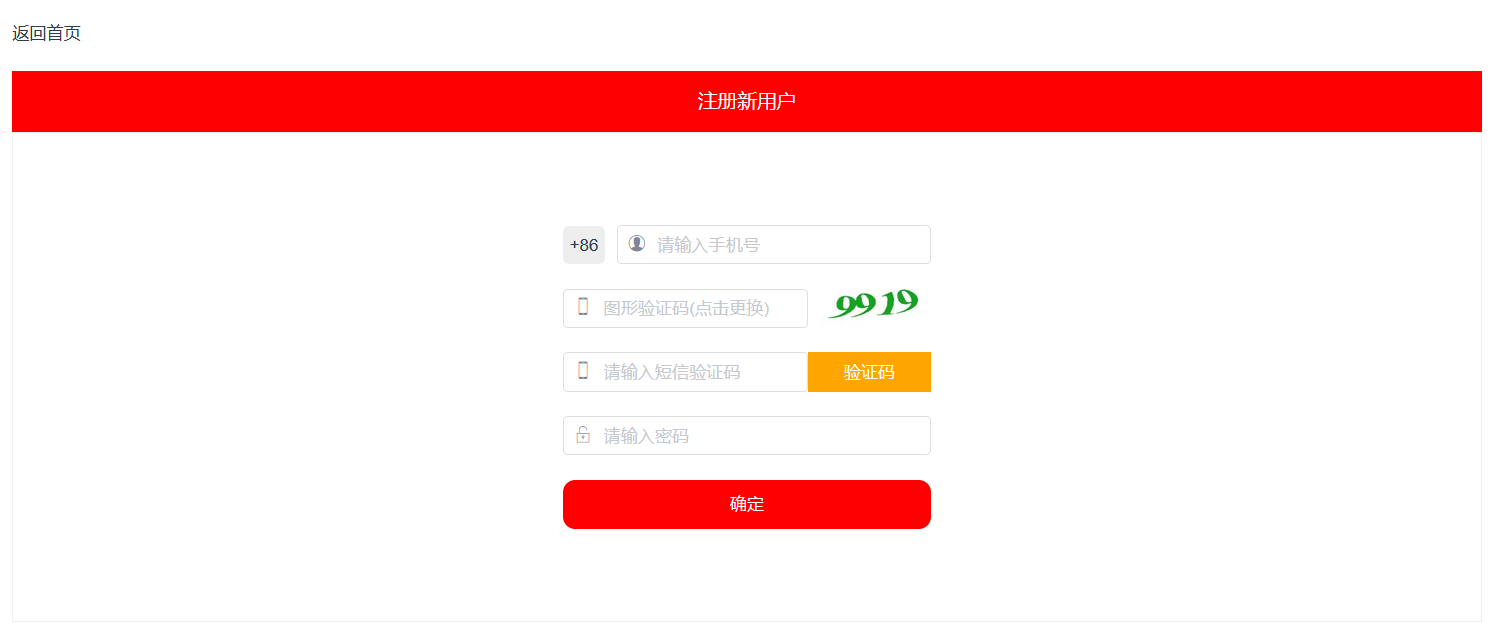 返回首页
注册新用户
+86 请输入手机号
图形验证码(点击更换) 9919
请输入短信验证码 验证码
请输入密码
确定